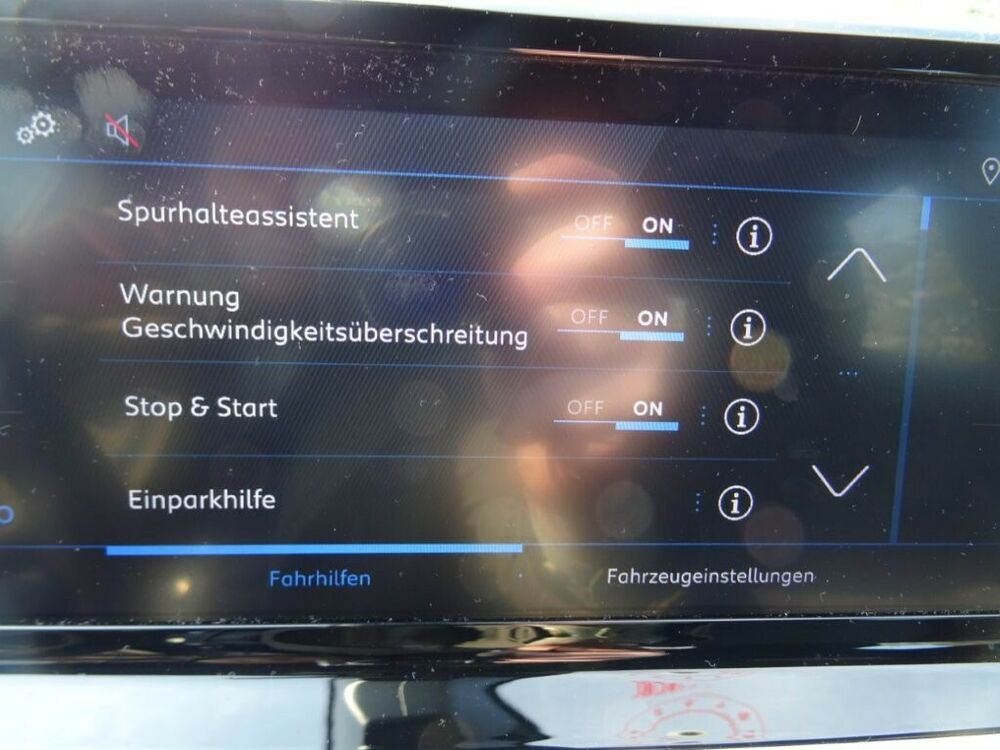 Spurhalteassistent OFF ON i
Warnung
Geschwindigkeitsüberschreitung OFF ON i
Stop & Start OFF ON i
Einparkhilfe i
Fahrhilfen Fahrzeugeinstellungen